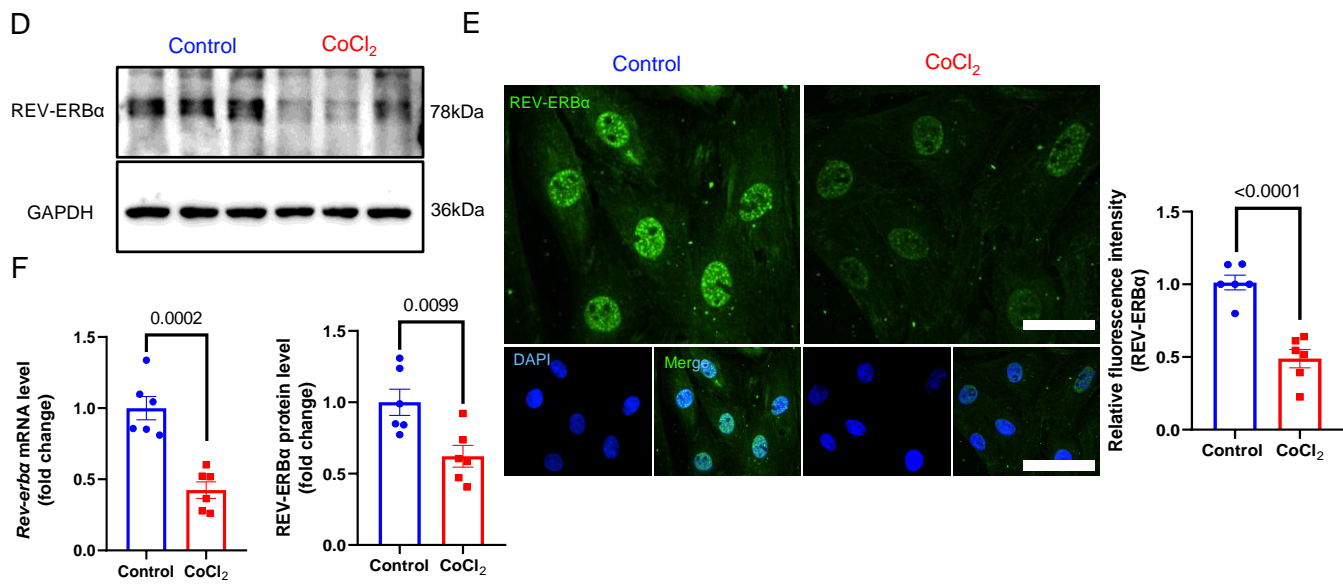 D
Control CoCl₂
REV-ERBα 78kDa
GAPDH 36kDa
E
Control CoCl₂
REV-ERBα
DAPI Merge
Relative fluorescence intensity
(REV-ERBα)
<0.0001
1.5
1.0
0.5
0.0
Control CoCl₂
F
Rev-erbα mRNA level
(fold change)
0.0002
1.5
1.0
0.5
0.0
Control CoCl₂
REV-ERBα protein level
(fold change)
0.0099
1.5
1.0
0.5
0.0
Control CoCl₂